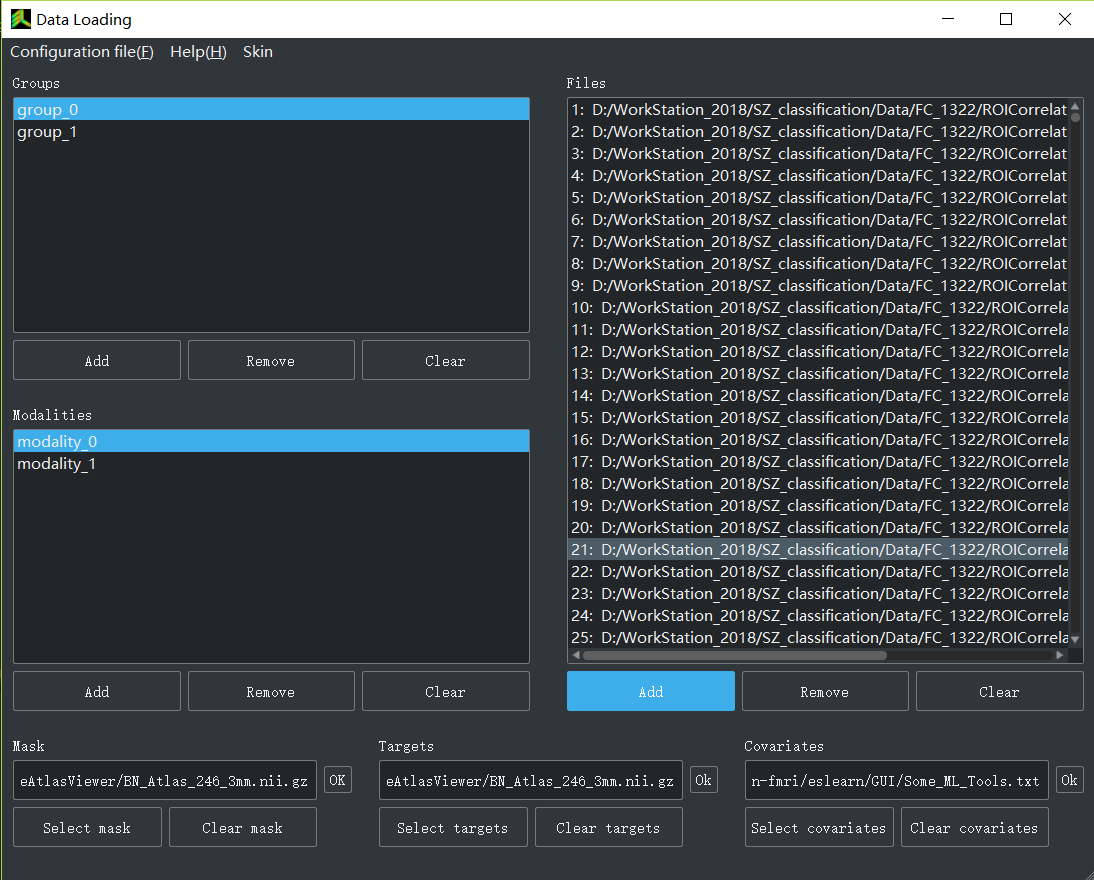 Data Loading
Configuration file(F) Help(H) Skin
Groups
group_0
group_1
Add Remove Clear
Modalities
modality_0
modality_1
Add Remove Clear
Files
1: D:/WorkStation_2018/SZ_classification/Data/FC_1322/ROICorrelat
2: D:/WorkStation_2018/SZ_classification/Data/FC_1322/ROICorrelat
3: D:/WorkStation_2018/SZ_classification/Data/FC_1322/ROICorrelat
4: D:/WorkStation_2018/SZ_classification/Data/FC_1322/ROICorrelat
5: D:/WorkStation_2018/SZ_classification/Data/FC_1322/ROICorrelat
6: D:/WorkStation_2018/SZ_classification/Data/FC_1322/ROICorrelat
7: D:/WorkStation_2018/SZ_classification/Data/FC_1322/ROICorrelat
8: D:/WorkStation_2018/SZ_classification/Data/FC_1322/ROICorrelat
9: D:/WorkStation_2018/SZ_classification/Data/FC_1322/ROICorrelat
10: D:/WorkStation_2018/SZ_classification/Data/FC_1322/ROICorrela
11: D:/WorkStation_2018/SZ_classification/Data/FC_1322/ROICorrela
12: D:/WorkStation_2018/SZ_classification/Data/FC_1322/ROICorrela
13: D:/WorkStation_2018/SZ_classification/Data/FC_1322/ROICorrela
14: D:/WorkStation_2018/SZ_classification/Data/FC_1322/ROICorrela
15: D:/WorkStation_2018/SZ_classification/Data/FC_1322/ROICorrela
16: D:/WorkStation_2018/SZ_classification/Data/FC_1322/ROICorrela
17: D:/WorkStation_2018/SZ_classification/Data/FC_1322/ROICorrela
18: D:/WorkStation_2018/SZ_classification/Data/FC_1322/ROICorrela
19: D:/WorkStation_2018/SZ_classification/Data/FC_1322/ROICorrela
20: D:/WorkStation_2018/SZ_classification/Data/FC_1322/ROICorrela
21: D:/WorkStation_2018/SZ_classification/Data/FC_1322/ROICorrela
22: D:/WorkStation_2018/SZ_classification/Data/FC_1322/ROICorrela
23: D:/WorkStation_2018/SZ_classification/Data/FC_1322/ROICorrela
24: D:/WorkStation_2018/SZ_classification/Data/FC_1322/ROICorrela
25: D:/WorkStation_2018/SZ_classification/Data/FC_1322/ROICorrela
Add Remove Clear
Mask
eAtlasViewer/BN_Atlas_246_3mm.nii.gz OK
Select mask Clear mask
Targets
eAtlasViewer/BN_Atlas_246_3mm.nii.gz Ok
Select targets Clear targets
Covariates
n-fmri/eslearn/GUI/Some_ML_Tools.txt Ok
Select covariates Clear covariates